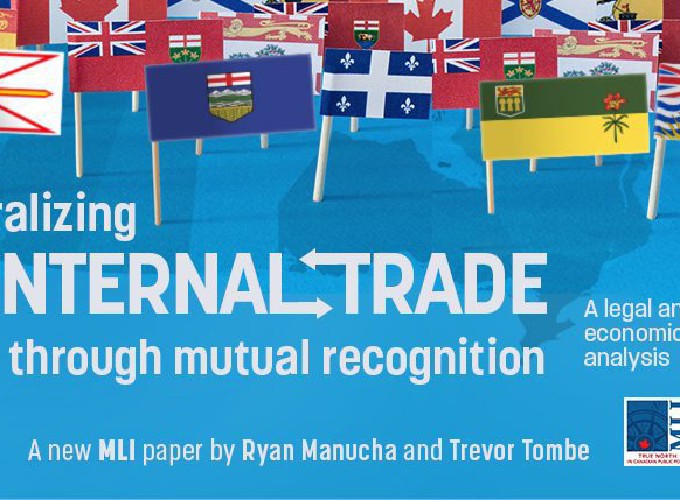 ralizing
INTERNAL TRADE
through mutual recognition
A legal an
economic
analysis
A new MLI paper by Ryan Manucha and Trevor Tombe
MLI
TRUE NORTH
IN CANADIAN PUBLIC PO